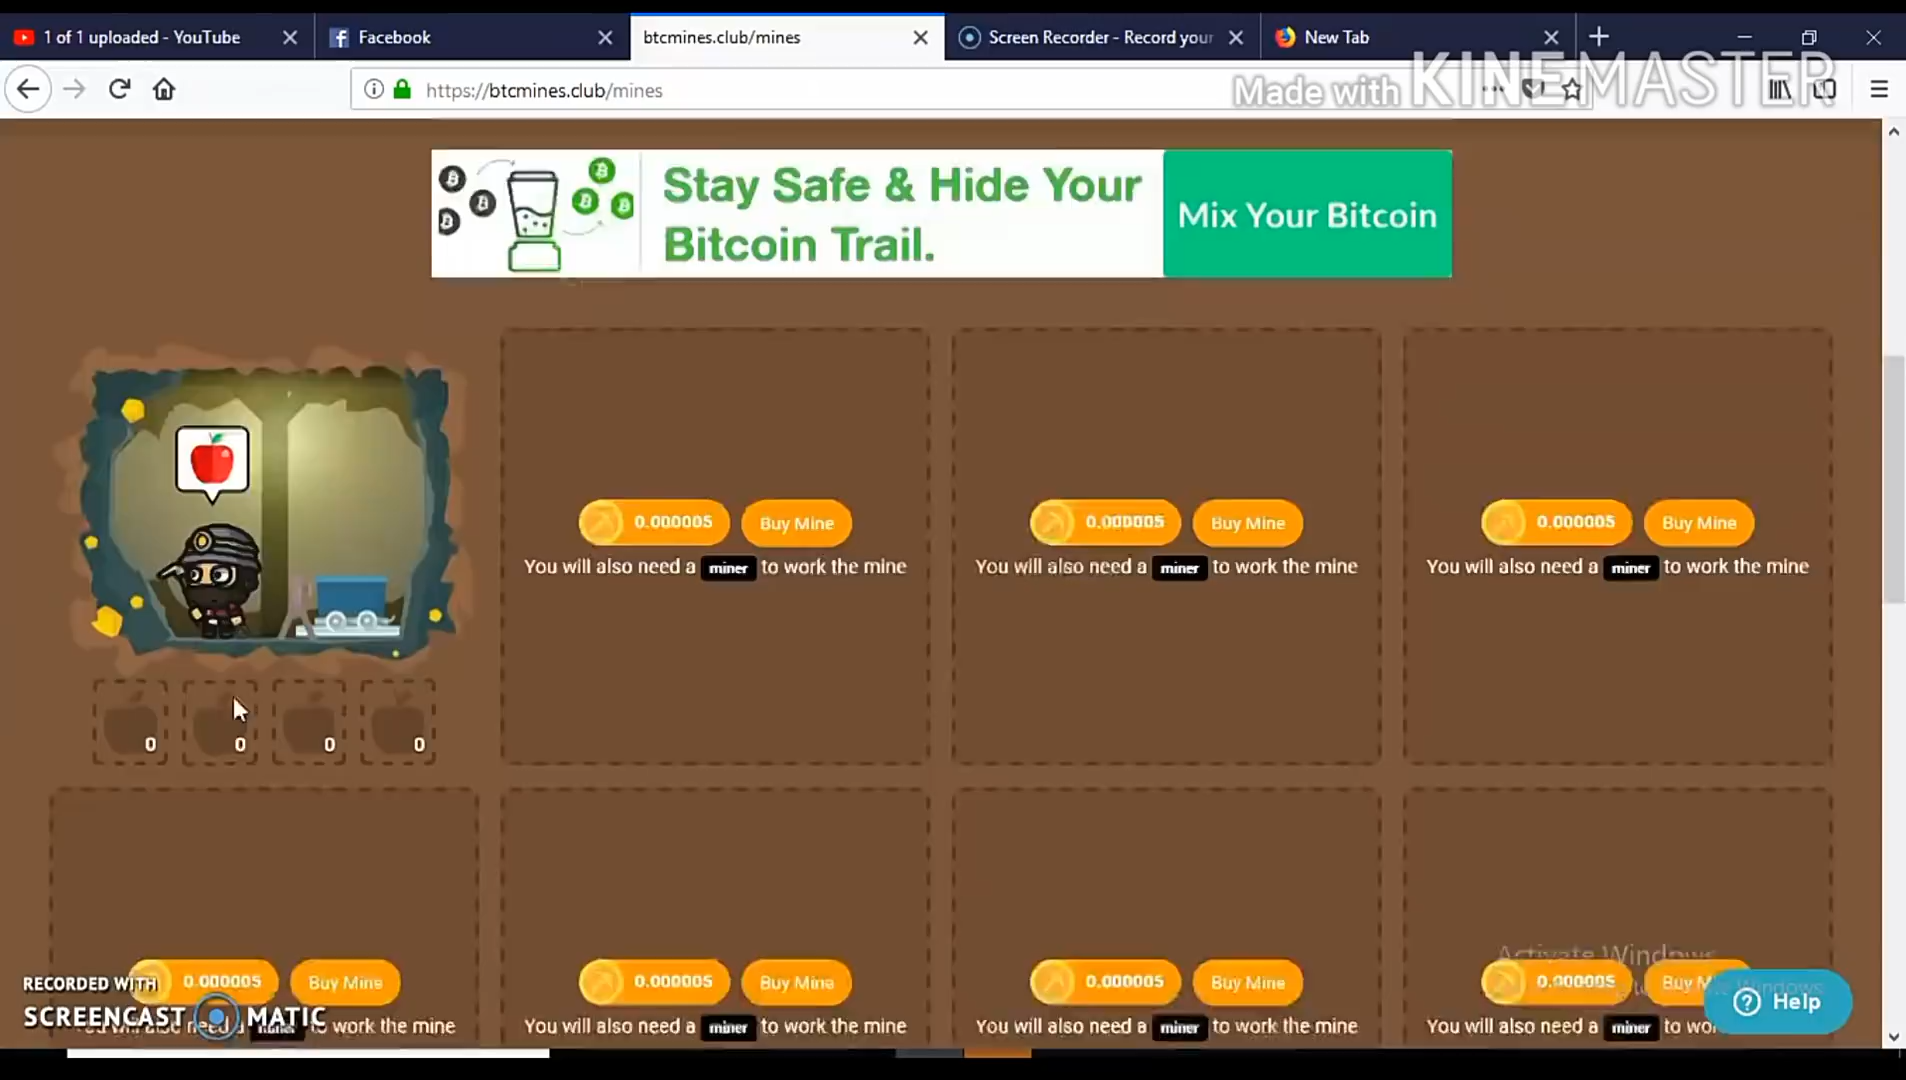 1 of 1 uploaded - YouTube
Facebook
btcmines.club/mines
Screen Recorder - Record your
New Tab
https://btcmines.club/mines
Made with KINEMASTER
Stay Safe & Hide Your
Bitcoin Trail.
Mix Your Bitcoin
0.000005 Buy Mine
You will also need a miner to work the mine
0.000005 Buy Mine
You will also need a miner to work the mine
0.000005 Buy Mine
You will also need a miner to work the mine
0 0 0 0
0.000005 Buy Mine
to work the mine
0.000005 Buy Mine
You will also need a miner to work the mine
0.000005 Buy Mine
You will also need a miner to work the mine
0.000005 Buy
You will also need a miner to
Activate Windows
Windows
Help
RECORDED WITH
SCREENCAST MATIC